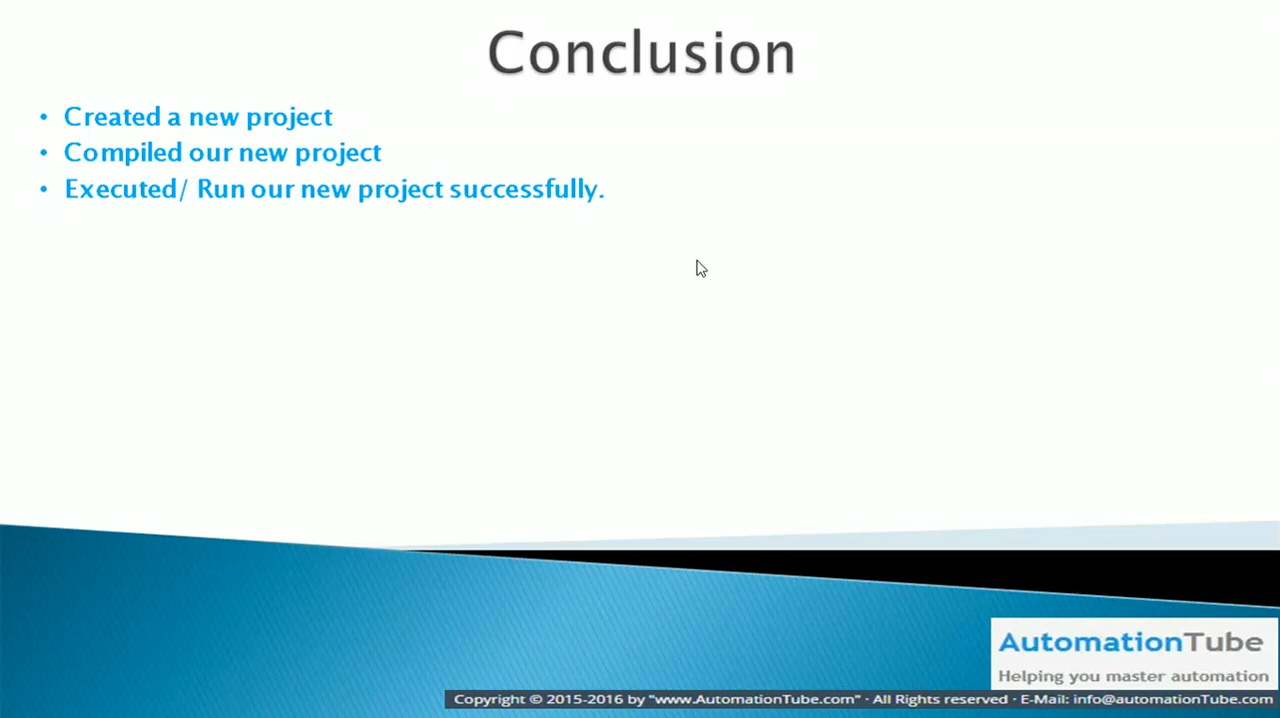 Conclusion
• Created a new project
• Compiled our new project
• Executed/ Run our new project successfully.
AutomationTube
Helping you master automation
Copyright © 2015-2016 by "www.AutomationTube.com" · All Rights reserved · E-Mail: info@automationTube.com